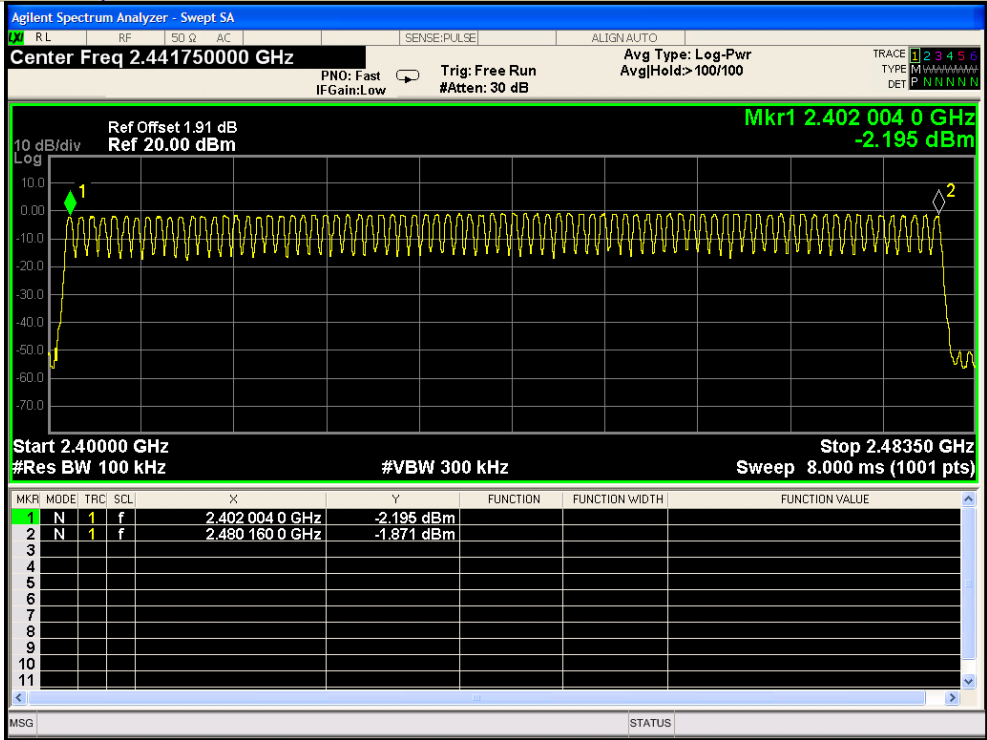 Agilent Spectrum Analyzer - Swept SA
LXI RL RF 50 Ω AC SENSE:PULSE ALIGN AUTO
Center Freq 2.441750000 GHz
PNO: Fast
IFGain:Low
Trig: Free Run
#Atten: 30 dB
Avg Type: Log-Pwr
Avg|Hold:>100/100
TRACE 1 2 3 4 5 6
TYPE M
DET P N N N N N
Mkr1 2.402 004 0 GHz
-2.195 dBm
Ref Offset 1.91 dB
10 dB/div Ref 20.00 dBm
Log
10.0
0.00
-10.0
-20.0
-30.0
-40.0
-50.0
-60.0
-70.0
1
2
Start 2.40000 GHz Stop 2.48350 GHz
#Res BW 100 kHz #VBW 300 kHz Sweep 8.000 ms (1001 pts)
MKR MODE TRC SCL X Y FUNCTION FUNCTION WIDTH FUNCTION VALUE
1 N 1 f 2.402 004 0 GHz -2.195 dBm
2 N 1 f 2.480 160 0 GHz -1.871 dBm
3
4
5
6
7
8
9
10
11
MSG STATUS